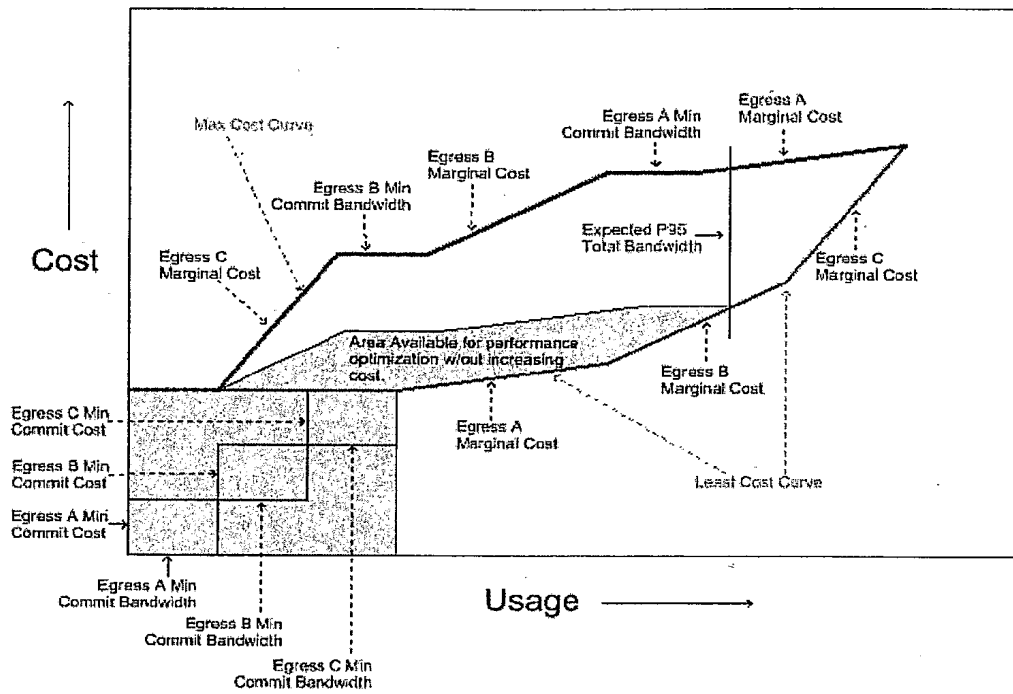 Egress A
Marginal Cost
Egress A Min
Commit Bandwidth
Max Cost Curve
Egress B
Marginal Cost
Egress B Min
Commit Bandwidth
Expected P95
Total Bandwidth
Cost
Egress C
Marginal Cost
Egress C
Marginal Cost
Area Available for performance
optimization w/out increasing
cost.
Egress B
Marginal Cost
Egress C Min
Commit Cost
Egress A
Marginal Cost
Egress B Min
Commit Cost
Least Cost Curve
Egress A Min
Commit Cost
Egress A Min
Commit Bandwidth
Usage
Egress B Min
Commit Bandwidth
Egress C Min
Commit Bandwidth